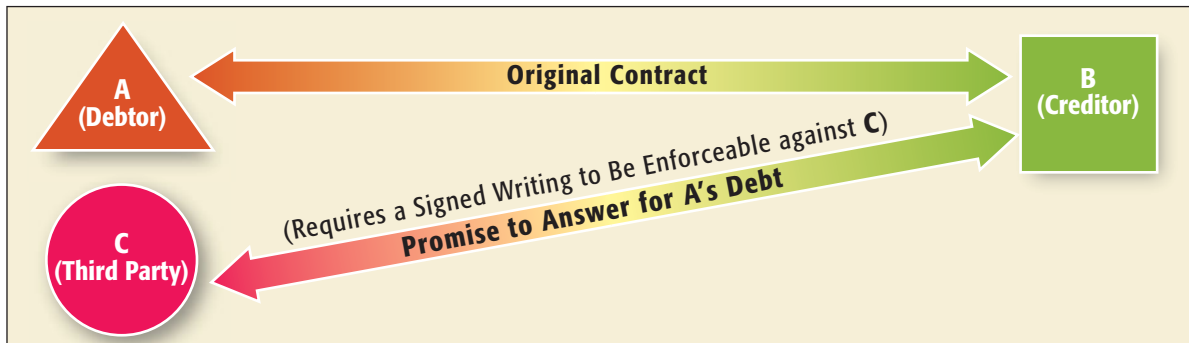 A
(Debtor)
Original Contract
B
(Creditor)
(Requires a Signed Writing to Be Enforceable against C)
Promise to Answer for A's Debt
C
(Third Party)